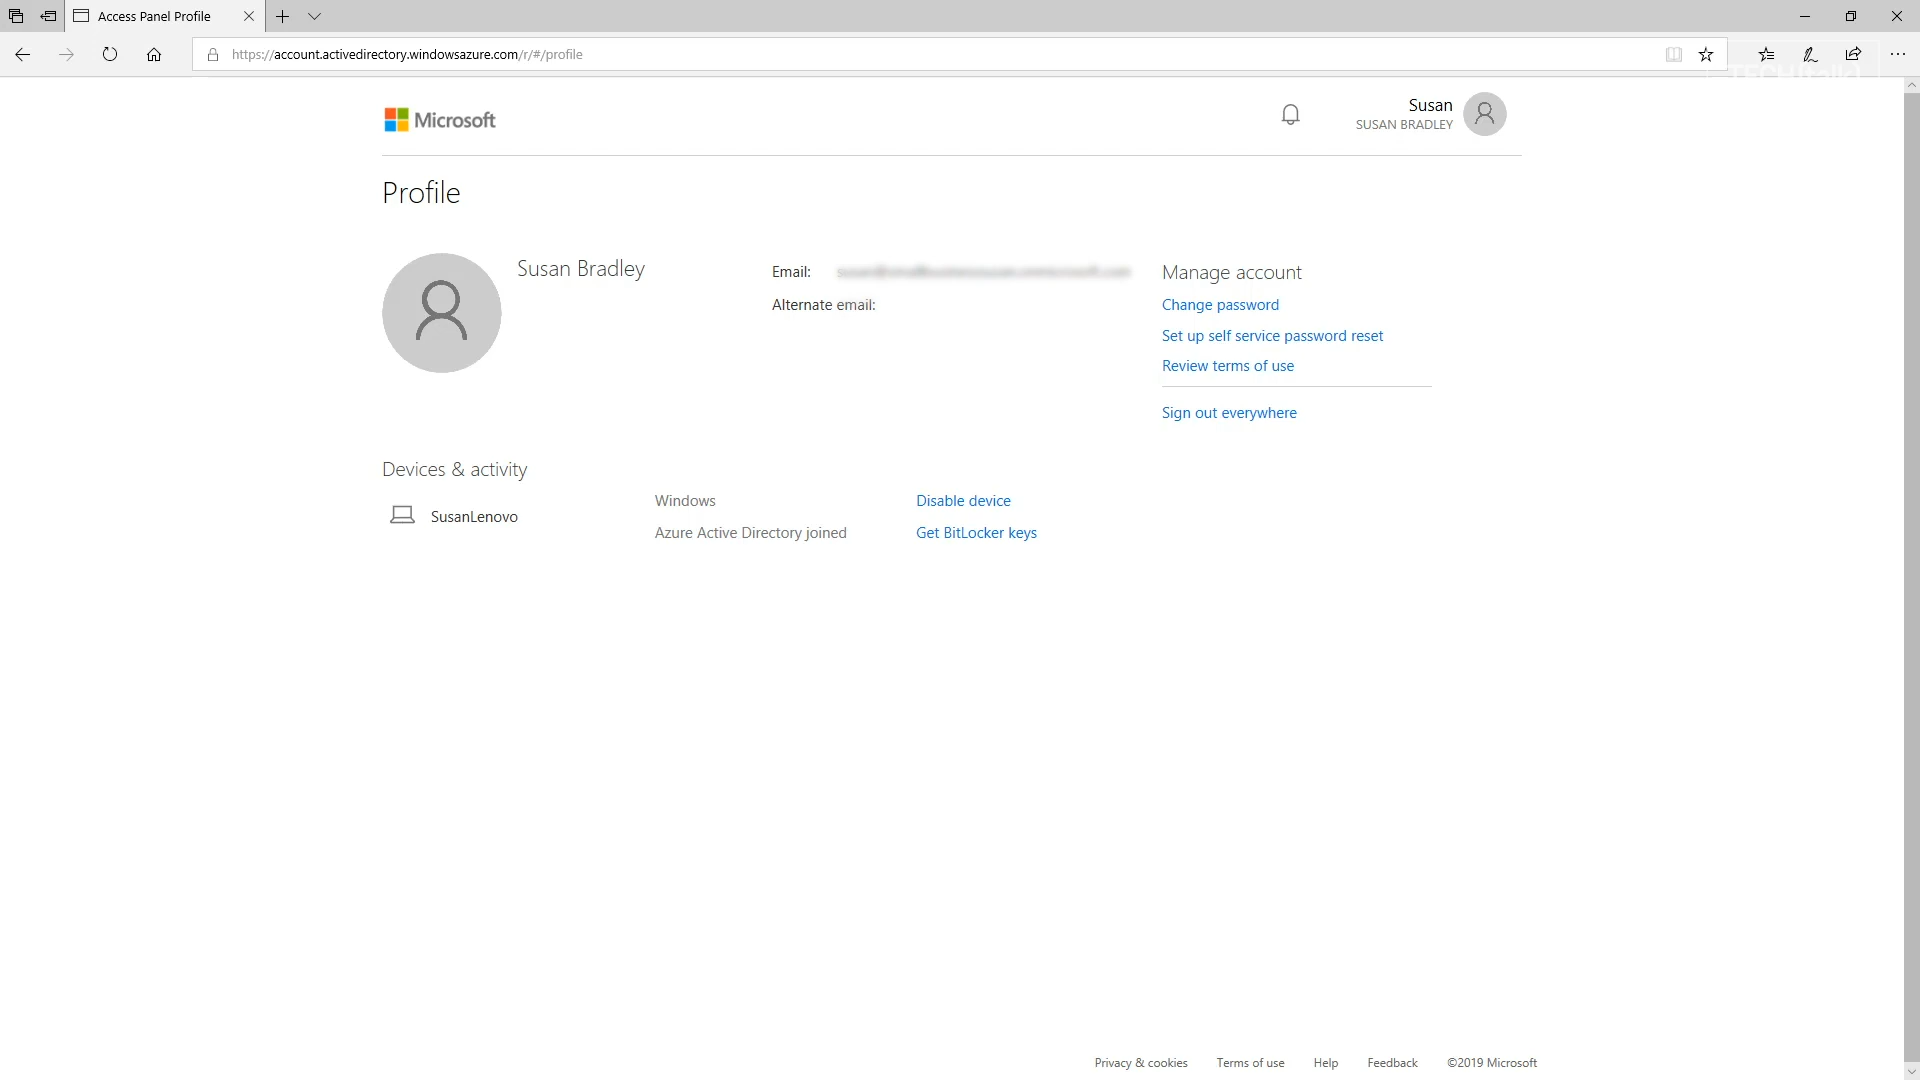 Access Panel Profile
https://account.activedirectory.windowsazure.com/r/#/profile
Microsoft
Susan
SUSAN BRADLEY
Profile
Susan Bradley
Email:
Alternate email:
Manage account
Change password
Set up self service password reset
Review terms of use
Sign out everywhere
Devices & activity
SusanLenovo
Windows
Azure Active Directory joined
Disable device
Get BitLocker keys
Privacy & cookies
Terms of use
Help
Feedback
©2019 Microsoft